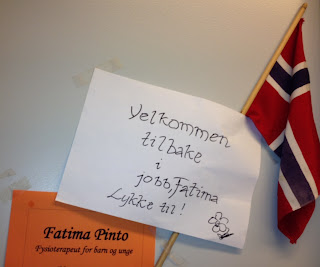 Velkommen
tilbake
i
jobb, Fatima
Lykke til!
Fatima Pinto
Fysioterapeut for barn og unge